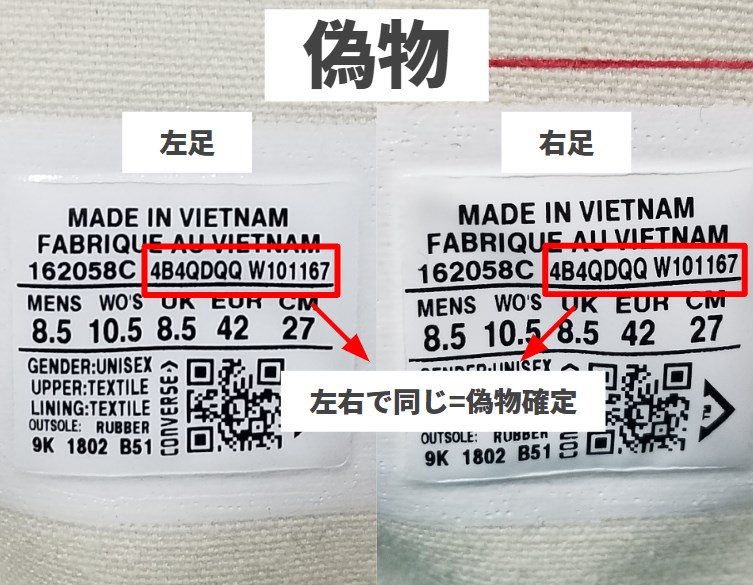 偽物
左足
MADE IN VIETNAM
FABRIQUE AU VIETNAM
162058C 4B4QDQQ W101167
MENS WO'S UK EUR CM
8.5 10.5 8.5 42 27
GENDER:UNISEX
UPPER:TEXTILE
LINING:TEXTILE
OUTSOLE: RUBBER
9K 1802 B51
CONVERSE
右足
MADE IN VIETNAM
FABRIQUE AU VIETNAM
162058C 4B4QDQQ W101167
MENS WO'S UK EUR CM
8.5 10.5 8.5 42 27
GENDER:UNISEX
OUTSOLE: RUBBER
9K 1802 B51
左右で同じ=偽物確定